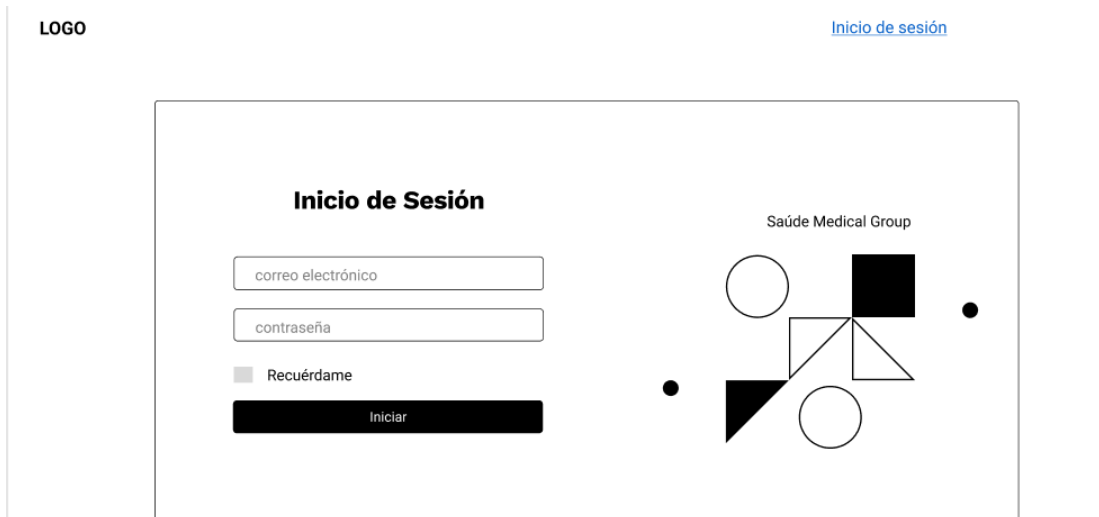 LOGO
Inicio de sesión
Inicio de Sesión
correo electrónico
contraseña
Recuérdame
Iniciar
Saúde Medical Group